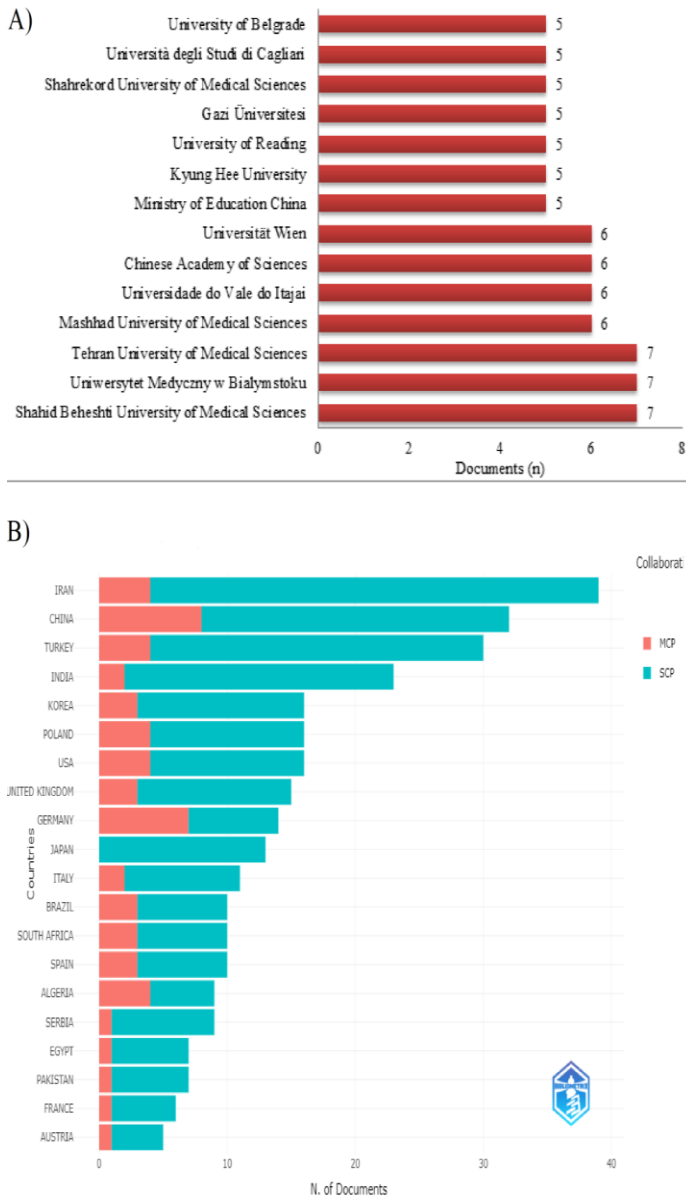 A)
University of Belgrade 5
Università degli Studi di Cagliari 5
Shahrekord University of Medical Sciences 5
Gazi Üniversitesi 5
University of Reading 5
Kyung Hee University 5
Ministry of Education China 5
Universität Wien 6
Chinese Academy of Sciences 6
Universidade do Vale do Itajai 6
Mashhad University of Medical Sciences 6
Tehran University of Medical Sciences 7
Uniwersytet Medyczny w Bialymstoku 7
Shahid Beheshti University of Medical Sciences 7
0 2 4 6 8
Documents (n)
B)
Collaborati
MCP
SCP
IRAN
CHINA
TURKEY
INDIA
KOREA
POLAND
USA
UNITED KINGDOM
GERMANY
JAPAN
ITALY
BRAZIL
SOUTH AFRICA
SPAIN
ALGERIA
SERBIA
EGYPT
PAKISTAN
FRANCE
AUSTRIA
Countries
BIBLIOMETRIX
0 10 20 30 40
N. of Documents